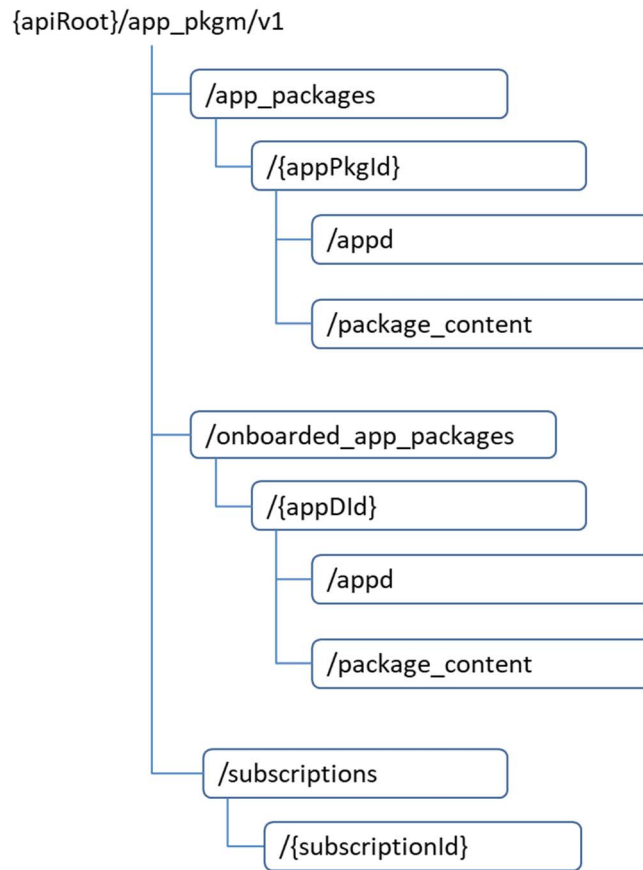 {apiRoot}/app_pkgm/v1
/app_packages
/{appPkgId}
/appd
/package_content
/onboarded_app_packages
/{appDId}
/appd
/package_content
/subscriptions
/{subscriptionId}